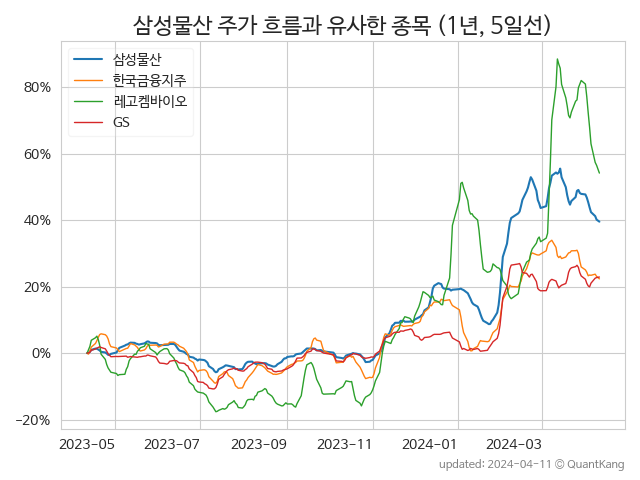 삼성물산 주가 흐름과 유사한 종목 (1년, 5일선)
삼성물산
한국금융지주
레고켐바이오
GS
80%
60%
40%
20%
0%
−20%
2023-05 2023-07 2023-09 2023-11 2024-01 2024-03
updated: 2024-04-11 © QuantKang